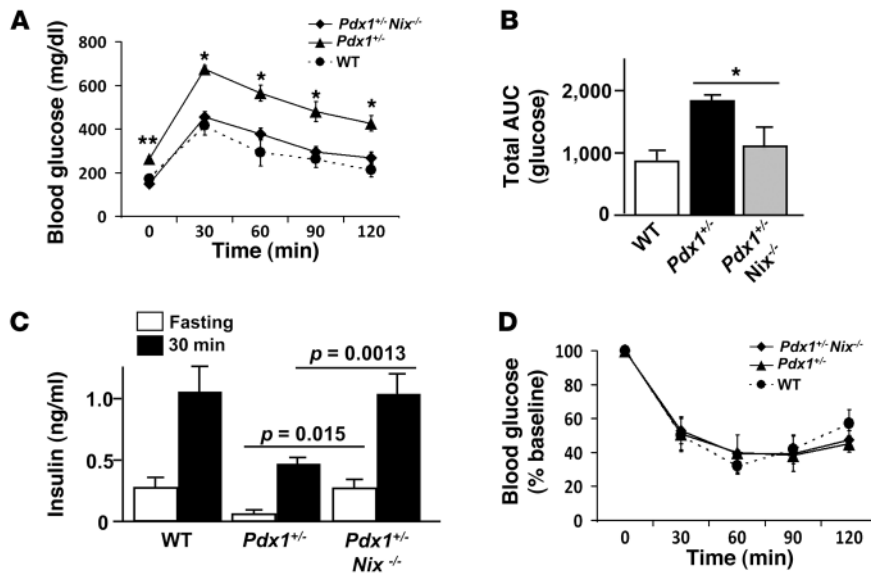 A
Blood glucose (mg/dl)
800
600
400
200
0
**
*
*
*
*
Pdx1+/- Nix-/-
Pdx1+/-
WT
0 30 60 90 120
Time (min)
B
Total AUC
(glucose)
2,000
1,000
0
*
WT
Pdx1+/-
Pdx1+/-
Nix-/-
C
Fasting
30 min
Insulin (ng/ml)
1.0
0.5
0
p = 0.0013
p = 0.015
WT Pdx1+/- Pdx1+/-
Nix -/-
D
Blood glucose
(% baseline)
100
80
60
40
20
0
Pdx1+/- Nix-/-
Pdx1+/-
WT
0 30 60 90 120
Time (min)